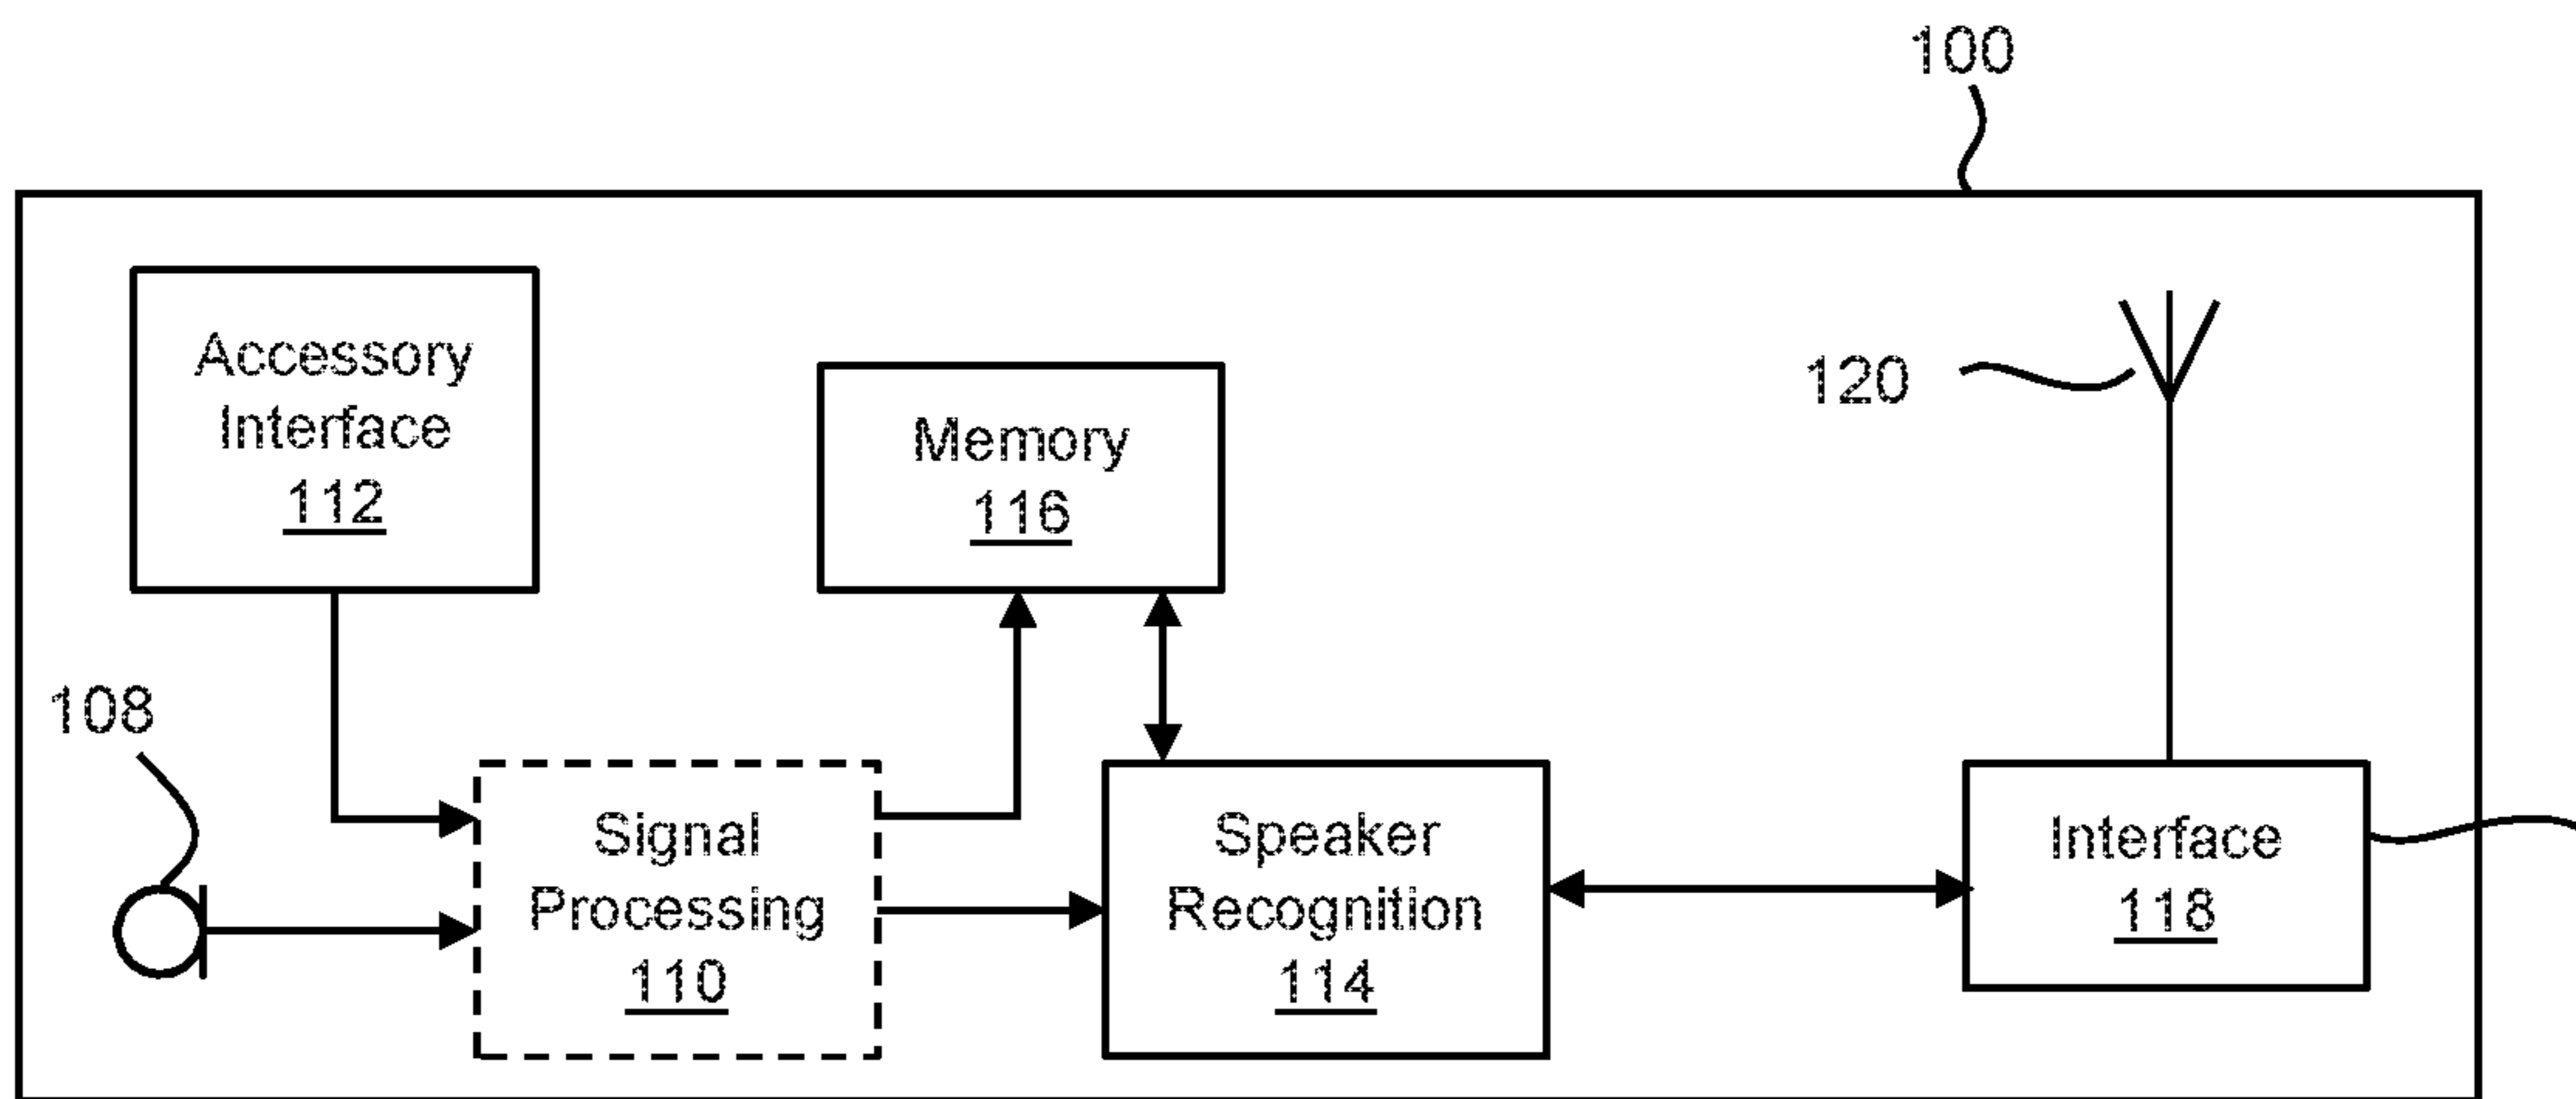 100
Accessory
Interface
112
Memory
116
120
108
Signal
Processing
110
Speaker
Recognition
114
Interface
118